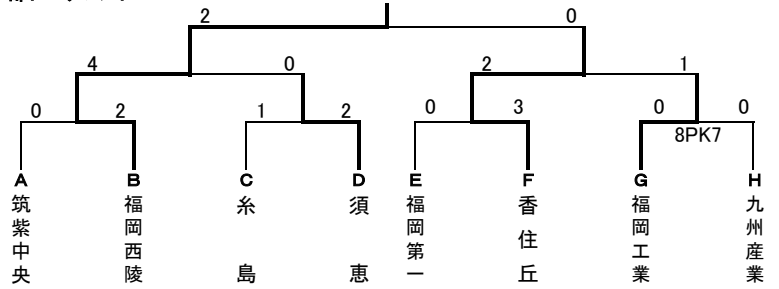 2 0
4 0 2 1
0 2 1 2 0 3 0 0
8PK7
A B C D E F G H
筑紫中央
福岡西陵
糸島
須恵
福岡第一
香住丘
福岡工業
九州産業